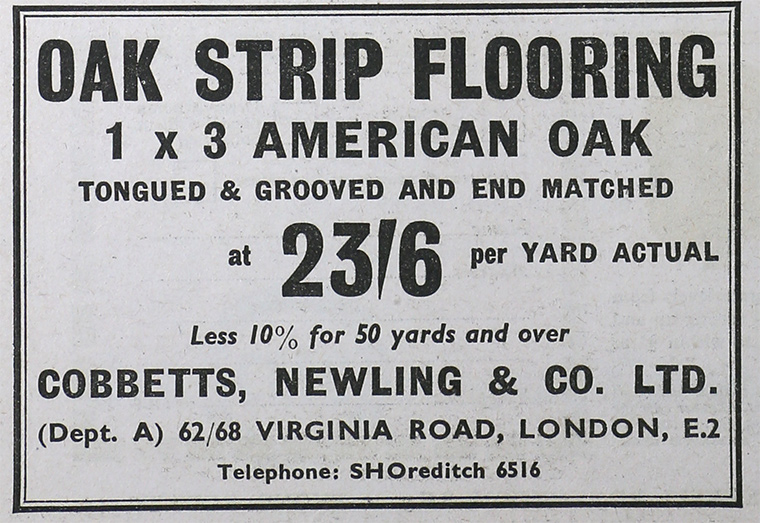 OAK STRIP FLOORING
1 x 3 AMERICAN OAK
TONGUED & GROOVED AND END MATCHED
at 23/6 per YARD ACTUAL
Less 10% for 50 yards and over
COBBETTS, NEWLING & CO. LTD.
(Dept. A) 62/68 VIRGINIA ROAD, LONDON, E.2
Telephone: SHOreditch 6516